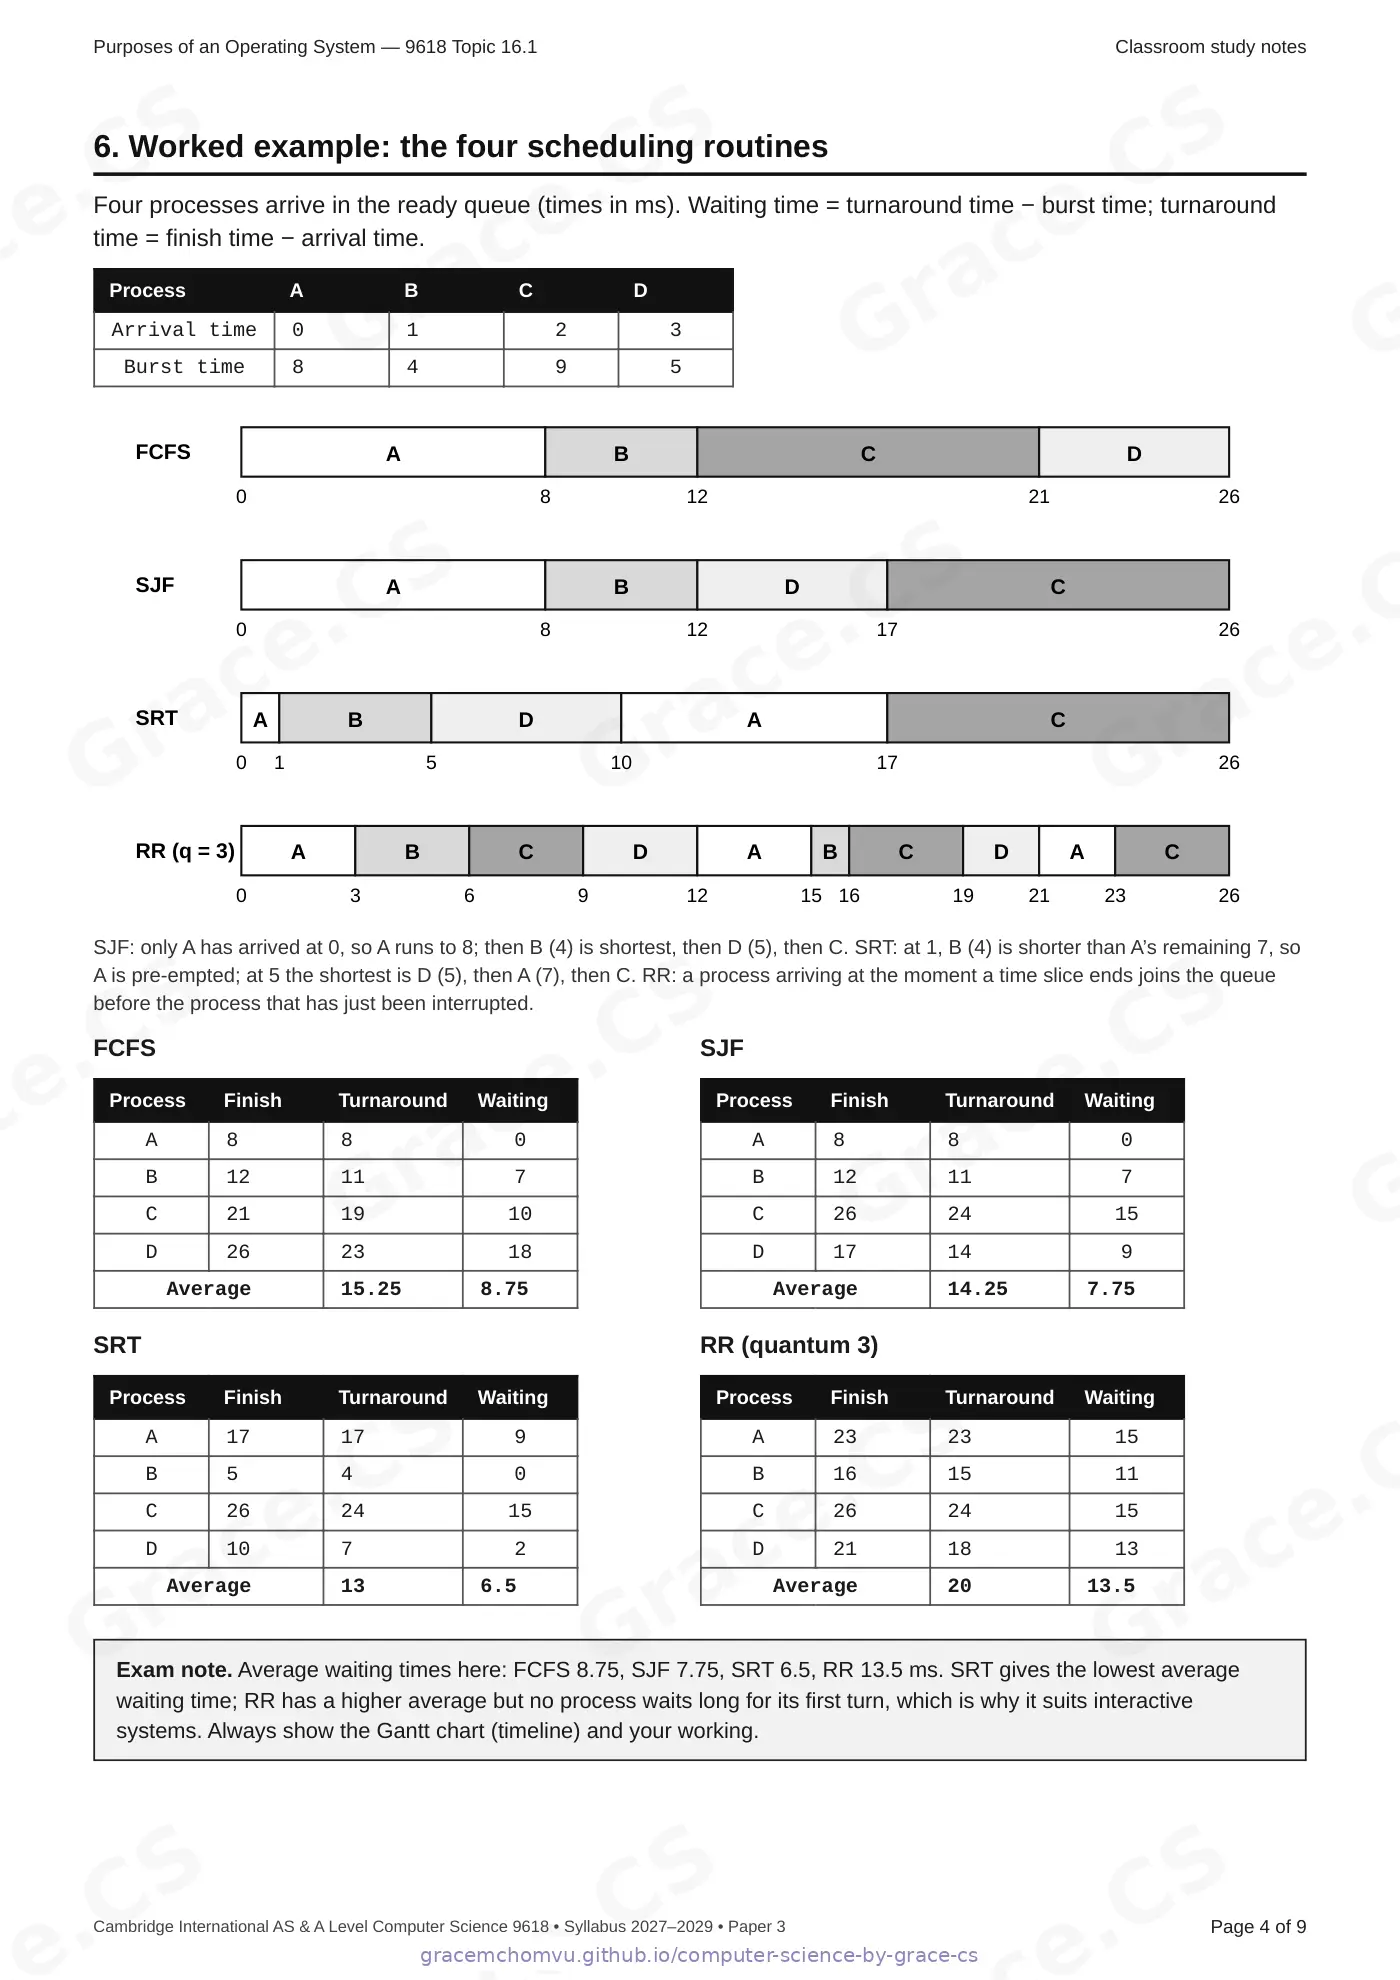 Purposes of an Operating System — 9618 Topic 16.1 Classroom study notes
6. Worked example: the four scheduling routines
Four processes arrive in the ready queue (times in ms). Waiting time = turnaround time − burst time; turnaround
time = finish time − arrival time.
Process A B C D
Arrival time 0 1 2 3
Burst time 8 4 9 5
FCFS A B C D
0 8 12 21 26
SJF A B D C
0 8 12 17 26
SRT A B D A C
0 1 5 10 17 26
RR (q = 3) A B C D A B C D A C
0 3 6 9 12 15 16 19 21 23 26
SJF: only A has arrived at 0, so A runs to 8; then B (4) is shortest, then D (5), then C. SRT: at 1, B (4) is shorter than A’s remaining 7, so
A is pre-empted; at 5 the shortest is D (5), then A (7), then C. RR: a process arriving at the moment a time slice ends joins the queue
before the process that has just been interrupted.
FCFS
Process Finish Turnaround Waiting
A 8 8 0
B 12 11 7
C 21 19 10
D 26 23 18
Average 15.25 8.75
SJF
Process Finish Turnaround Waiting
A 8 8 0
B 12 11 7
C 26 24 15
D 17 14 9
Average 14.25 7.75
SRT
Process Finish Turnaround Waiting
A 17 17 9
B 5 4 0
C 26 24 15
D 10 7 2
Average 13 6.5
RR (quantum 3)
Process Finish Turnaround Waiting
A 23 23 15
B 16 15 11
C 26 24 15
D 21 18 13
Average 20 13.5
Exam note. Average waiting times here: FCFS 8.75, SJF 7.75, SRT 6.5, RR 13.5 ms. SRT gives the lowest average
waiting time; RR has a higher average but no process waits long for its first turn, which is why it suits interactive
systems. Always show the Gantt chart (timeline) and your working.
Cambridge International AS & A Level Computer Science 9618 • Syllabus 2027–2029 • Paper 3 Page 4 of 9
gracemchomvu.github.io/computer-science-by-grace-cs
Grace.CS